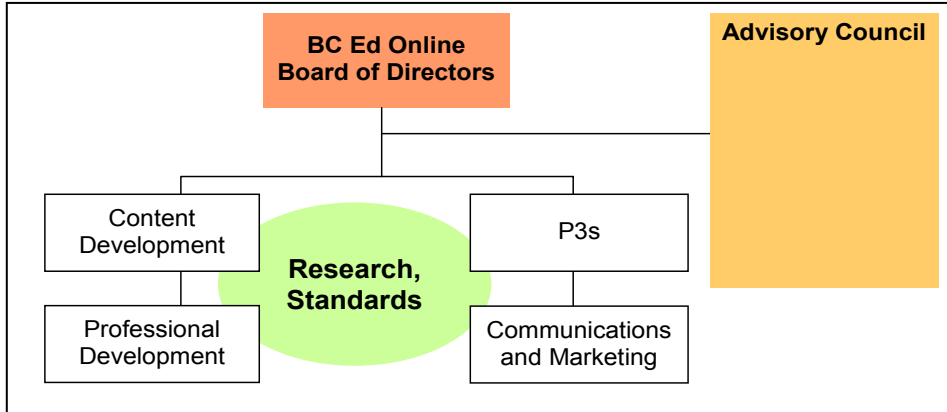 BC Ed Online
Board of Directors
Advisory Council
Content
Development
P3s
Research,
Standards
Professional
Development
Communications
and Marketing